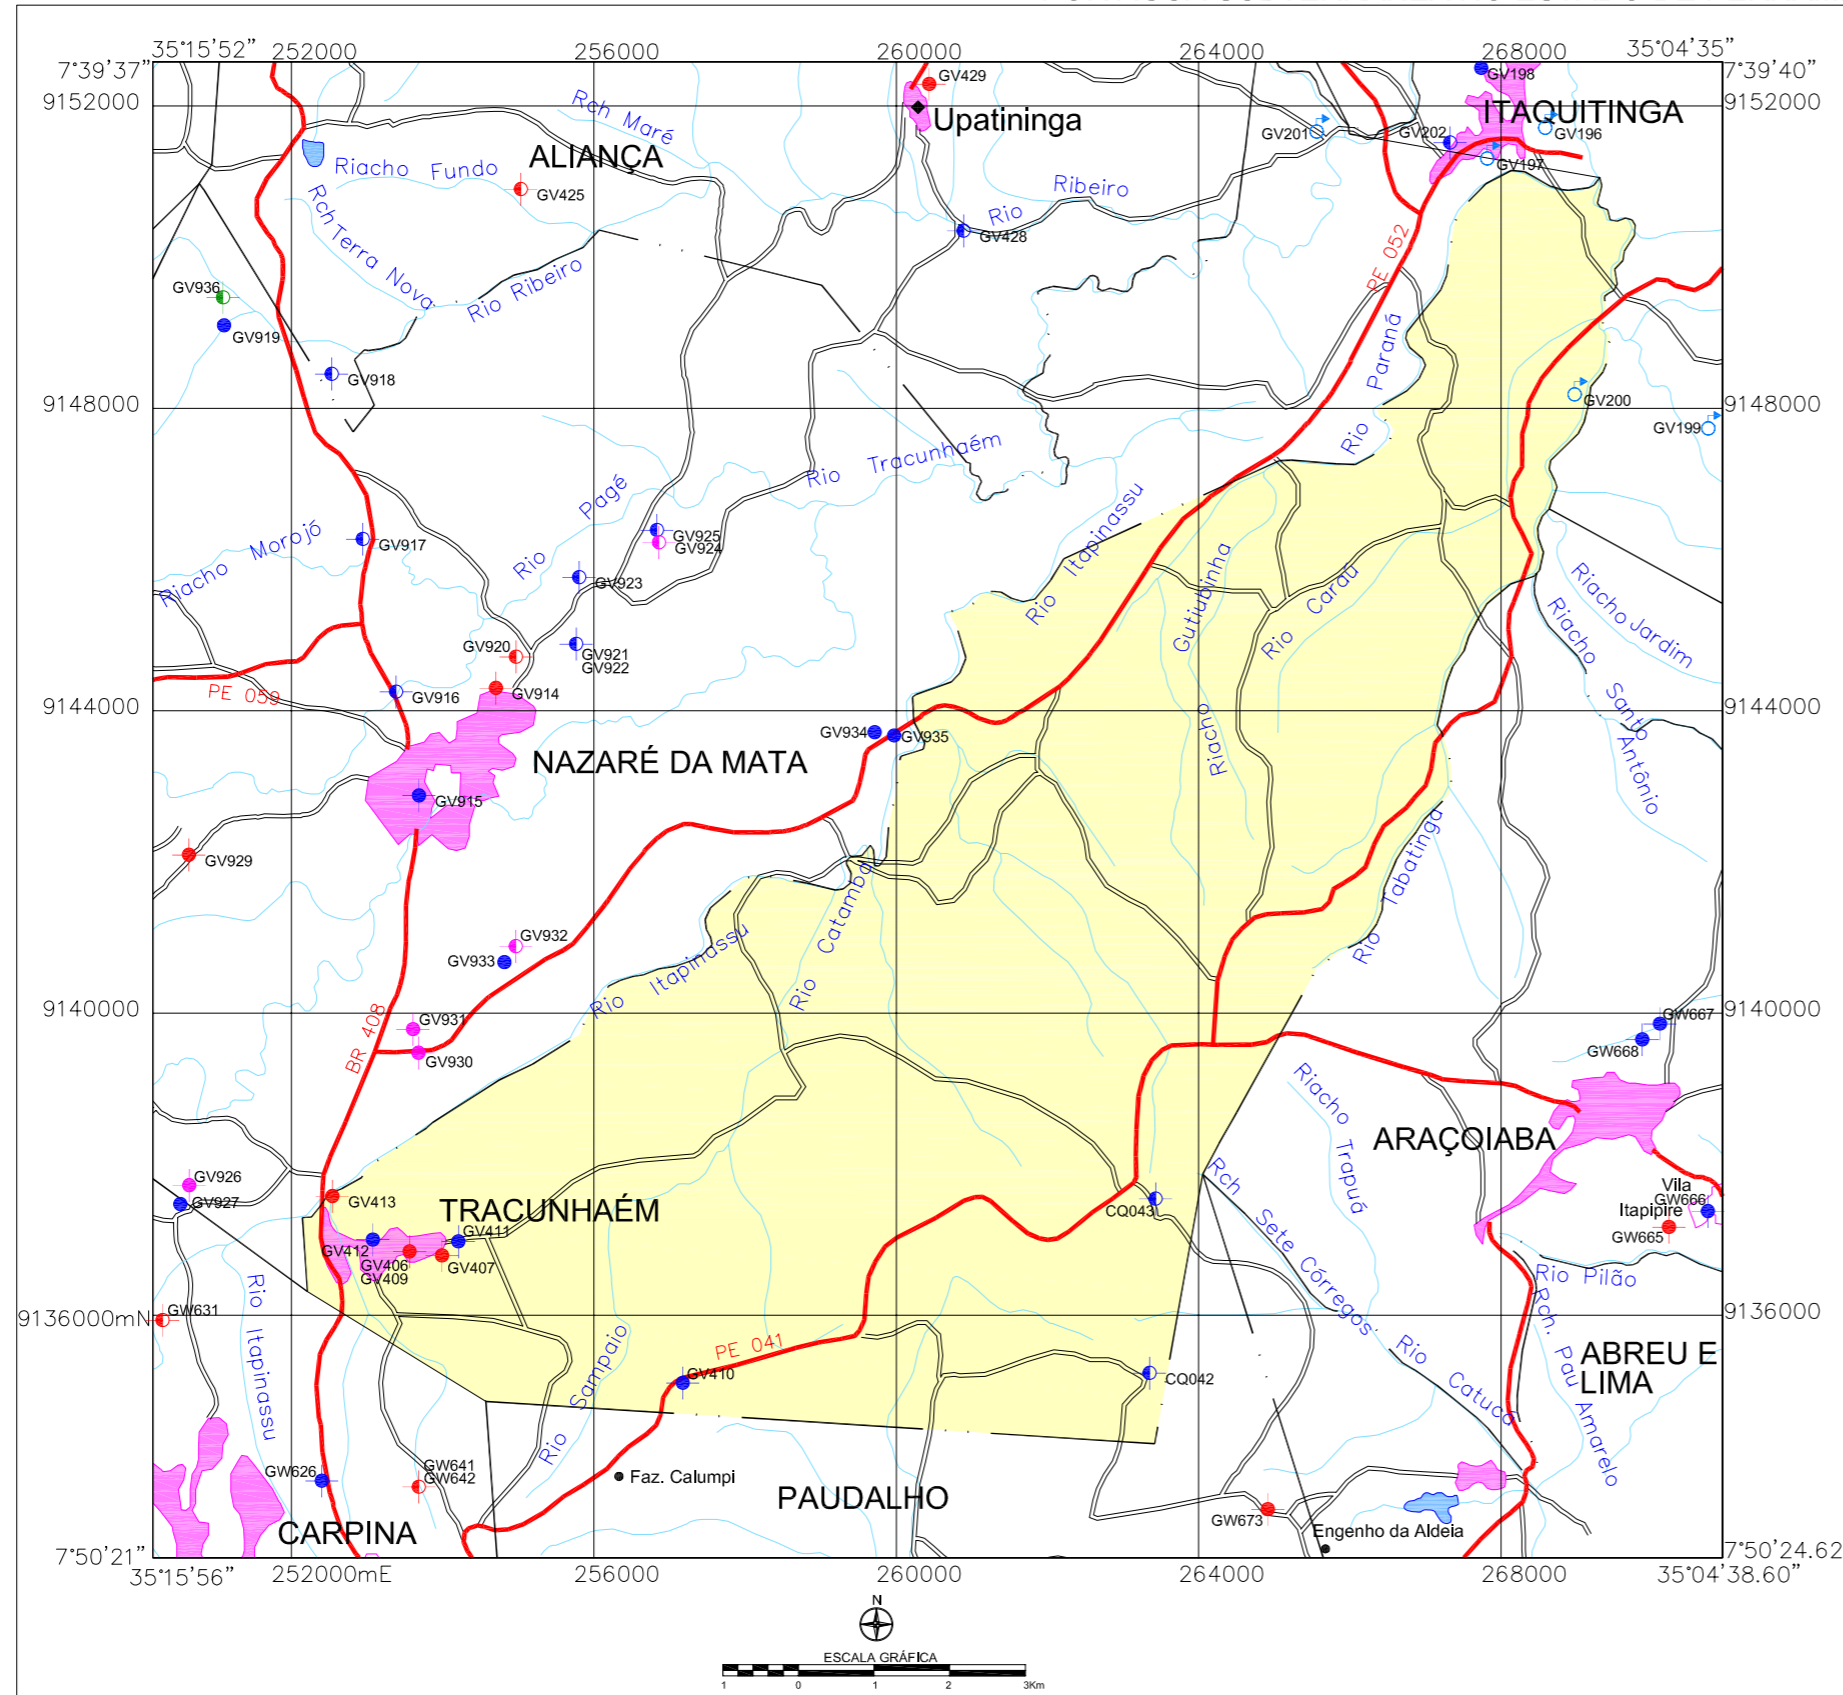 35°15'52" 252000 256000 260000 264000 268000 35°04'35"
7°39'37" 7°39'40"
9152000 9152000
GV429
GV198
Upatininga
ITAQUITINGA
Rch Maré
GV201
GV202
GV196
GV197
ALIANÇA
Riacho Fundo
GV425
Ribeiro
Rio
GV428
Rch Terra Nova
Rio Ribeiro
PE 052
GV936
GV919
GV918
Rio Paraná
9148000 9148000
GV200
GV199
Rio Tracunhaém
Rio Pagé
Riacho Morojó
GV917
GV925
GV924
GV923
Rio Itapinassu
Riacho Gutiubinha
Rio Caraú
Riacho Jardim
Riacho Santo Antônio
GV920
GV921
GV922
GV914
GV916
PE 059
9144000 9144000
GV934
GV935
NAZARÉ DA MATA
GV915
GV929
Rio Tabatinga
Rio Catamba
Rio Itapinassu
GV932
GV933
9140000 9140000
GV931
GV930
BR 408
GW667
GW668
Riacho Trapuá
ARAÇOIABA
GV926
GV927
GV413
TRACUNHAÉM
GV411
GV412
GV406
GV409
GV407
CQ043
Rch Sete Córregos
Vila
GW666
Itapipire
GW665
Rio Pilão
Rch. Pau Amarelo
Rio Itapinassu
9136000mN 9136000
GW631
PE 041
Rio Sampaio
GV410
CQ042
Rio Catucá
ABREU E
LIMA
GW641
GW642
GW626
Faz. Calumpi
PAUDALHO
GW673
Engenho da Aldeia
CARPINA
7°50'21" 7°50'24.62
35°15'56" 252000mE 256000 260000 264000 268000 35°04'38.60"
N
ESCALA GRÁFICA
1 0 1 2 3Km